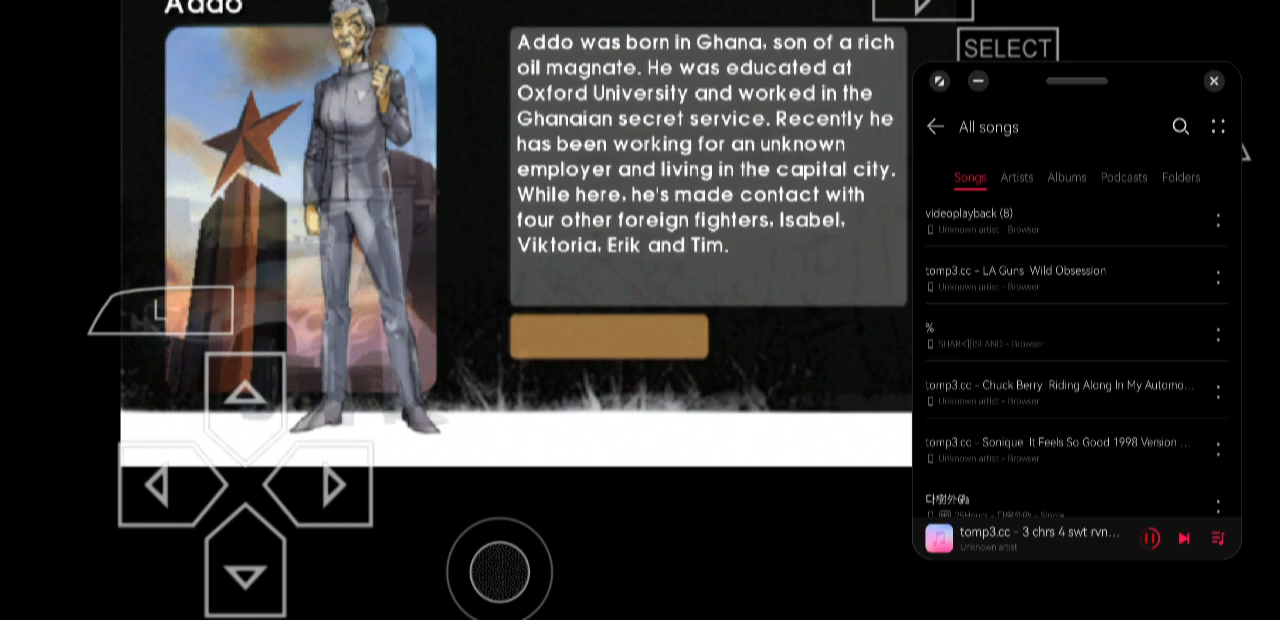 Addo
Addo was born in Ghana, son of a rich
oil magnate. He was educated at
Oxford University and worked in the
Ghanaian secret service. Recently he
has been working for an unknown
employer and living in the capital city.
While here, he's made contact with
four other foreign fighters, Isabel,
Viktoria, Erik and Tim.
L
SELECT
All songs
Songs Artists Albums Podcasts Folders
videoplayback (6)
Unknown artist - Browser
tomp3.cc - LA Guns Wild Obsession
Unknown artist - Browser
%
Browser
tomp3.cc - Chuck Berry Riding Along In My Automo...
Unknown artist - Browser
tomp3.cc - Sonique It Feels So Good 1998 Version ...
Unknown artist - Browser
25Hours - Single
tomp3.cc - 3 chrs 4 swt rvn...
Unknown artist